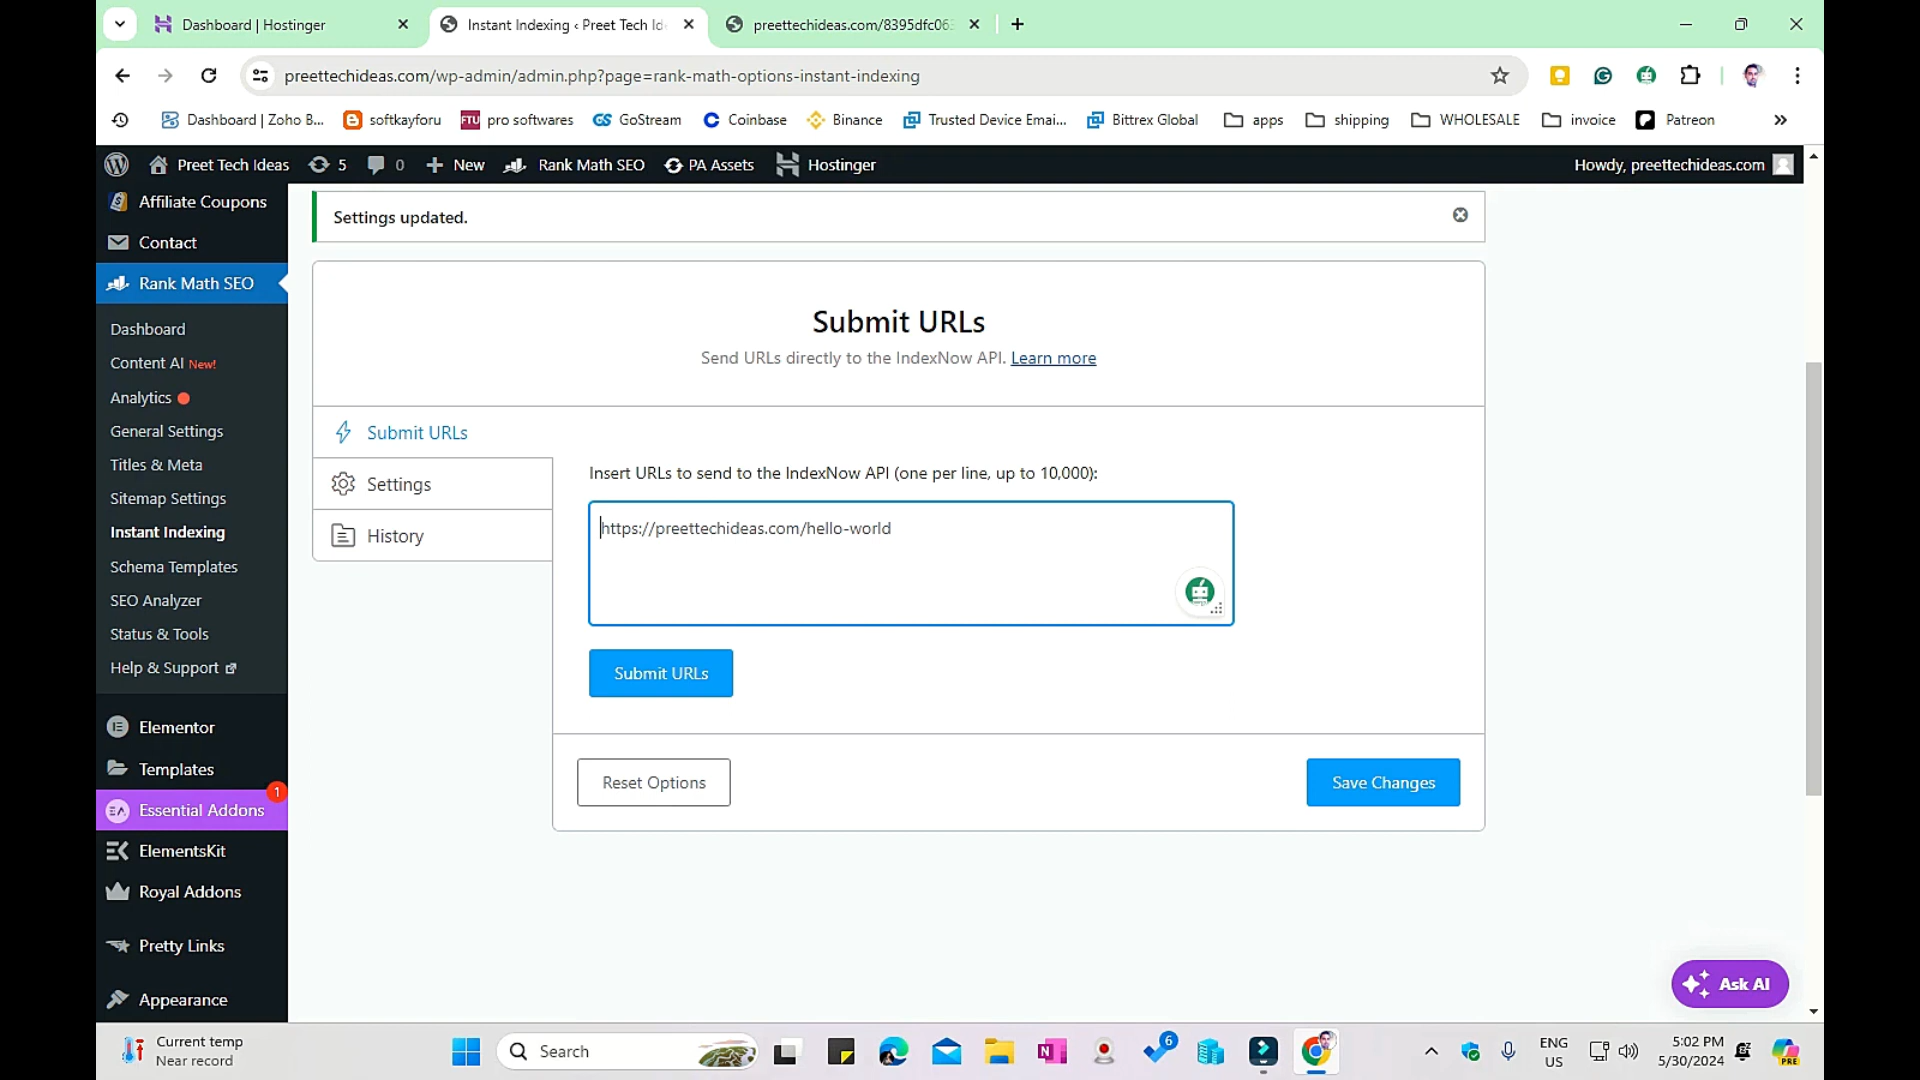 Dashboard | Hostinger
Instant Indexing ‹ Preet Tech Id
preettechideas.com/8395dfc063
preettechideas.com/wp-admin/admin.php?page=rank-math-options-instant-indexing
Dashboard | Zoho B...
softkayforu
FTU
pro softwares
GS
GoStream
Coinbase
Binance
Trusted Device Emai...
Bittrex Global
apps
shipping
WHOLESALE
invoice
Patreon
Preet Tech Ideas
5
0
New
Rank Math SEO
PA Assets
Hostinger
Howdy, preettechideas.com
Affiliate Coupons
Contact
Rank Math SEO
Dashboard
Content AI New!
Analytics
General Settings
Titles & Meta
Sitemap Settings
Instant Indexing
Schema Templates
SEO Analyzer
Status & Tools
Help & Support
Elementor
Templates
Essential Addons
1
ElementsKit
Royal Addons
Pretty Links
Appearance
Settings updated.
Submit URLs
Send URLs directly to the IndexNow API. Learn more
Submit URLs
Settings
History
Insert URLs to send to the IndexNow API (one per line, up to 10,000):
https://preettechideas.com/hello-world
Submit URLs
Reset Options
Save Changes
Ask AI
Current temp
Near record
Search
6
ENG
US
5:02 PM
5/30/2024
PRE